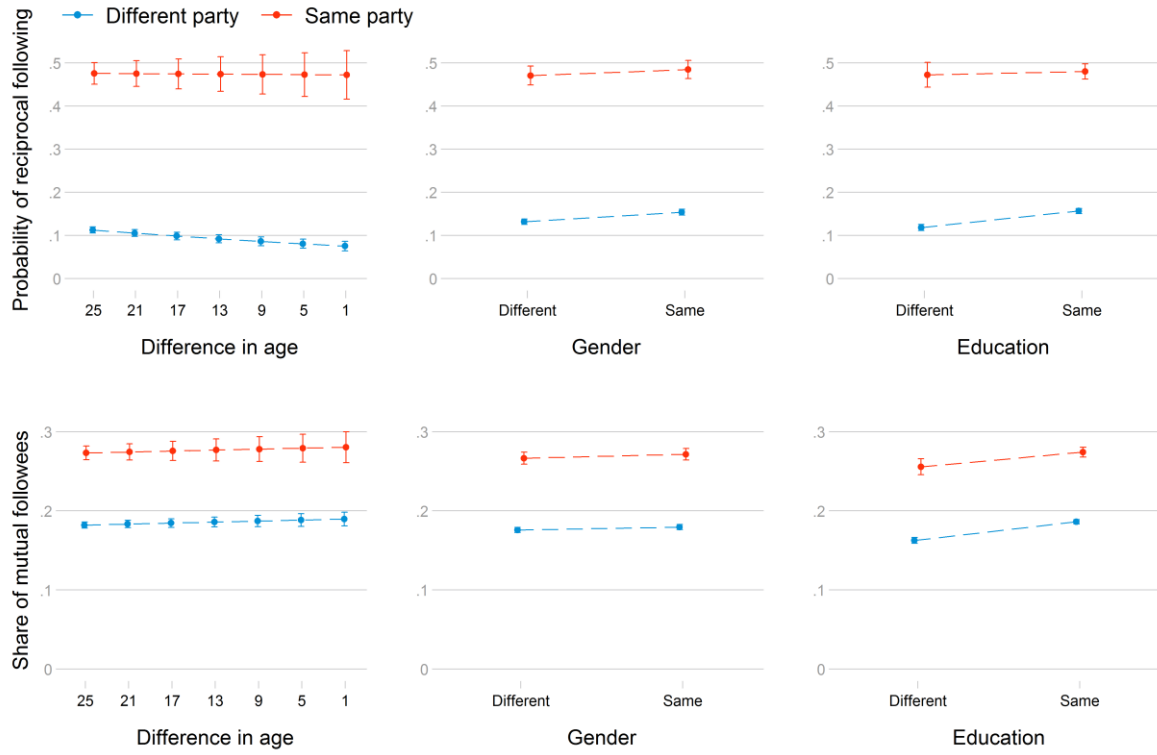 Different party Same party
Probability of reciprocal following
.5 .5 .5
.4 .4 .4
.3 .3 .3
.2 .2 .2
.1 .1 .1
0 0 0
25 21 17 13 9 5 1 Different Same Different Same
Difference in age Gender Education
Share of mutual followees
.3 .3 .3
.2 .2 .2
.1 .1 .1
0 0 0
25 21 17 13 9 5 1 Different Same Different Same
Difference in age Gender Education